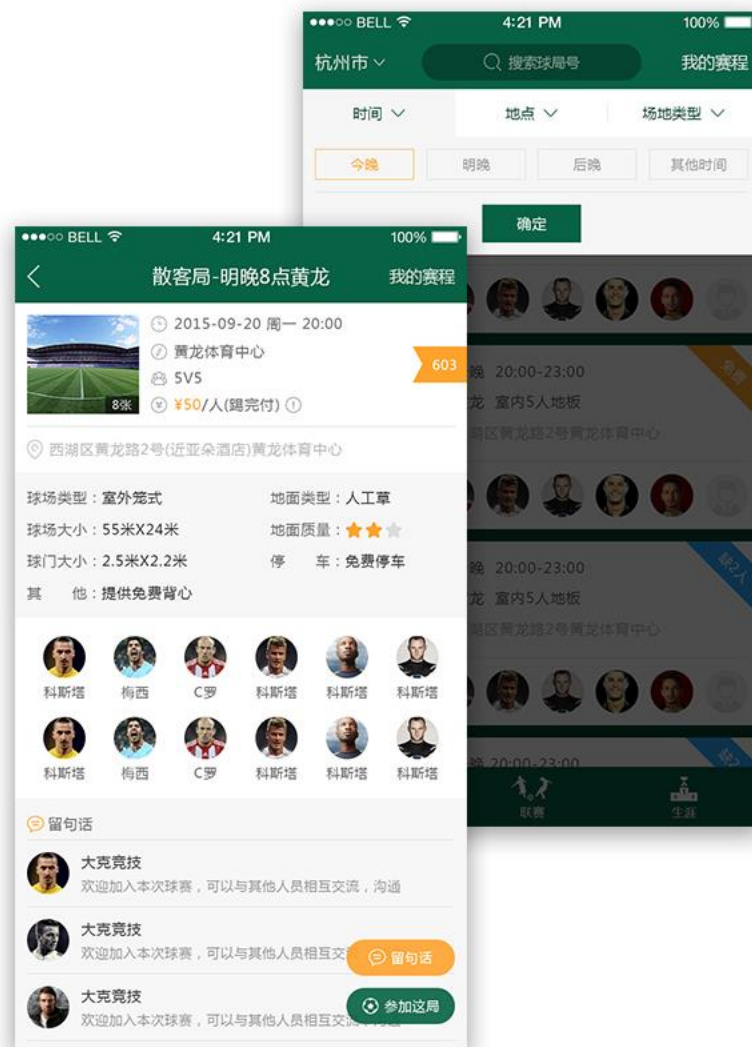 BELL 4:21 PM 100%
杭州市 搜索球局号 我的赛程
时间 地点 场地类型
今晚 明晚 后晚 其他时间
确定
免费
晚 20:00-23:00
龙 室内5人地板
湖区黄龙路2号黄龙体育中心
缺2人
晚 20:00-23:00
龙 室内5人地板
湖区黄龙路2号黄龙体育中心
晚 20:00-23:00
联赛 生涯
BELL 4:21 PM 100%
散客局-明晚8点黄龙 我的赛程
2015-09-20 周一 20:00
黄龙体育中心
603
5V5
8张
¥50/人(踢完付)
西湖区黄龙路2号(近亚朵酒店)黄龙体育中心
球场类型:室外笼式 地面类型:人工草
球场大小:55米X24米 地面质量:
球门大小:2.5米X2.2米 停 车:免费停车
其 他:提供免费背心
科斯塔 梅西 C罗 科斯塔 科斯塔 科斯塔
科斯塔 梅西 C罗 科斯塔 科斯塔 科斯塔
留句话
大克竞技
欢迎加入本次球赛,可以与其他人员相互交流,沟通
大克竞技
欢迎加入本次球赛,可以与其他人员相互交
留句话
大克竞技
欢迎加入本次球赛,可以与其他人员相互交
参加这局